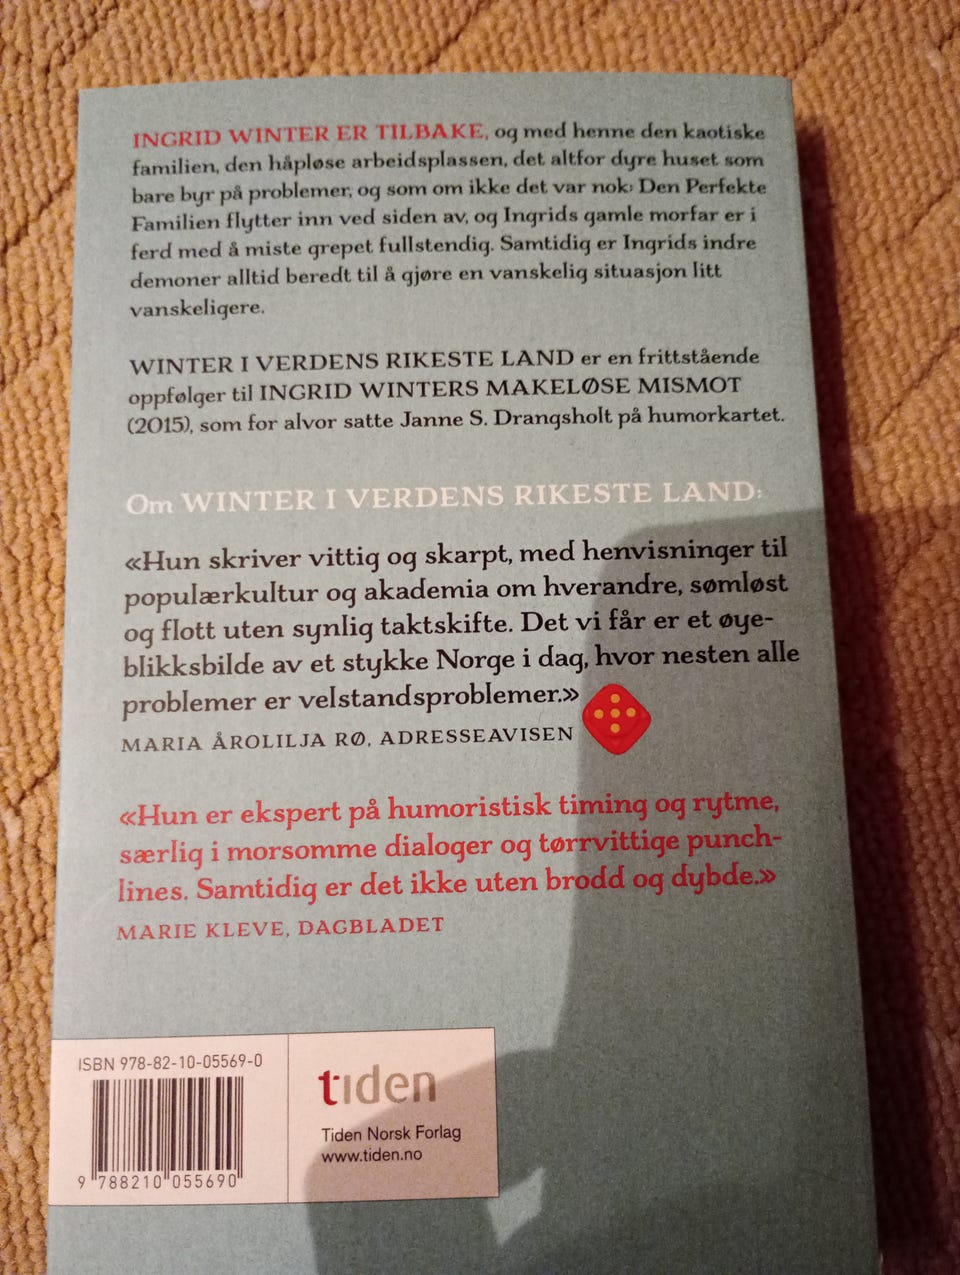 INGRID WINTER ER TILBAKE, og med henne den kaotiske
familien, den håpløse arbeidsplassen, det altfor dyre huset som
bare byr på problemer, og som om ikke det var nok: Den Perfekte
Familien flytter inn ved siden av, og Ingrids gamle morfar er i
ferd med å miste grepet fullstendig. Samtidig er Ingrids indre
demoner alltid beredt til å gjøre en vanskelig situasjon litt
vanskeligere.
WINTER I VERDENS RIKESTE LAND er en frittstående
oppfølger til INGRID WINTERS MAKELØSE MISMOT
(2015), som for alvor satte Janne S. Drangsholt på humorkartet.
Om WINTER I VERDENS RIKESTE LAND:
«Hun skriver vittig og skarpt, med henvisninger til
populærkultur og akademia om hverandre, sømløst
og flott uten synlig taktskifte. Det vi får er et øye-
blikksbilde av et stykke Norge i dag, hvor nesten alle
problemer er velstandsproblemer.»
MARIA ÅROLILJA RØ, ADRESSEAVISEN
«Hun er ekspert på humoristisk timing og rytme,
særlig i morsomme dialoger og tørrvittige punch-
lines. Samtidig er det ikke uten brodd og dybde.»
MARIE KLEVE, DAGBLADET
ISBN 978-82-10-05569-0
9 788210 055690
tiden
Tiden Norsk Forlag
www.tiden.no